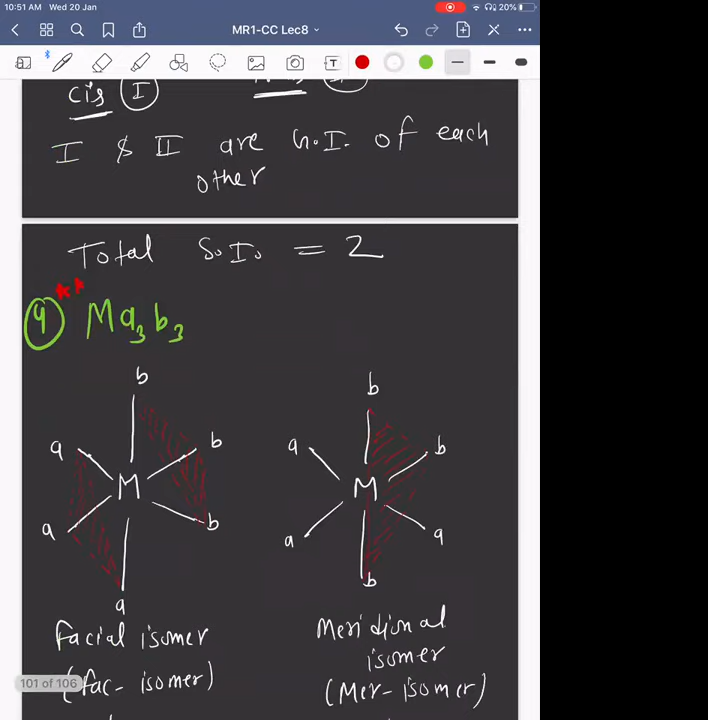 10:51 AM Wed 20 Jan
20%
MR1-CC Lec8
T
cis I
I & II are G.I. of each
other
Total S.I. = 2
4 Ma3b3
b b
a b a b
M M
a b a a
a b
Facial isomer Meridional
isomer
(fac-isomer) (Mer-isomer)
101 of 106